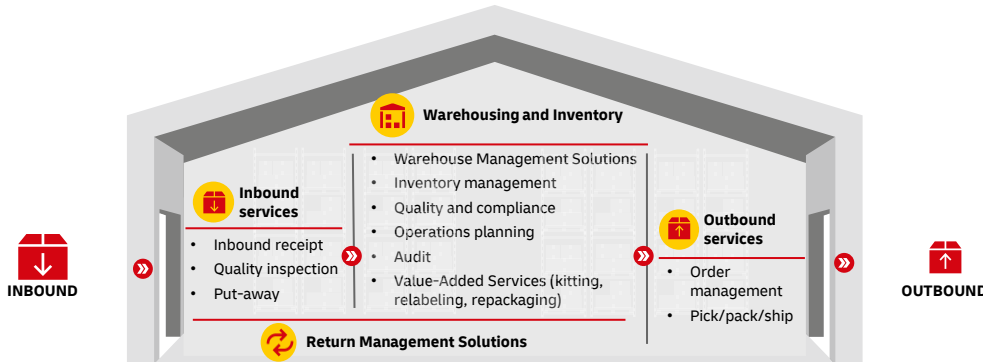 Warehousing and Inventory
• Warehouse Management Solutions
• Inventory management
• Quality and compliance
• Operations planning
• Audit
• Value-Added Services (kitting,
relabeling, repackaging)
Inbound
services
• Inbound receipt
• Quality inspection
• Put-away
Outbound
services
• Order
management
• Pick/pack/ship
INBOUND
OUTBOUND
Return Management Solutions